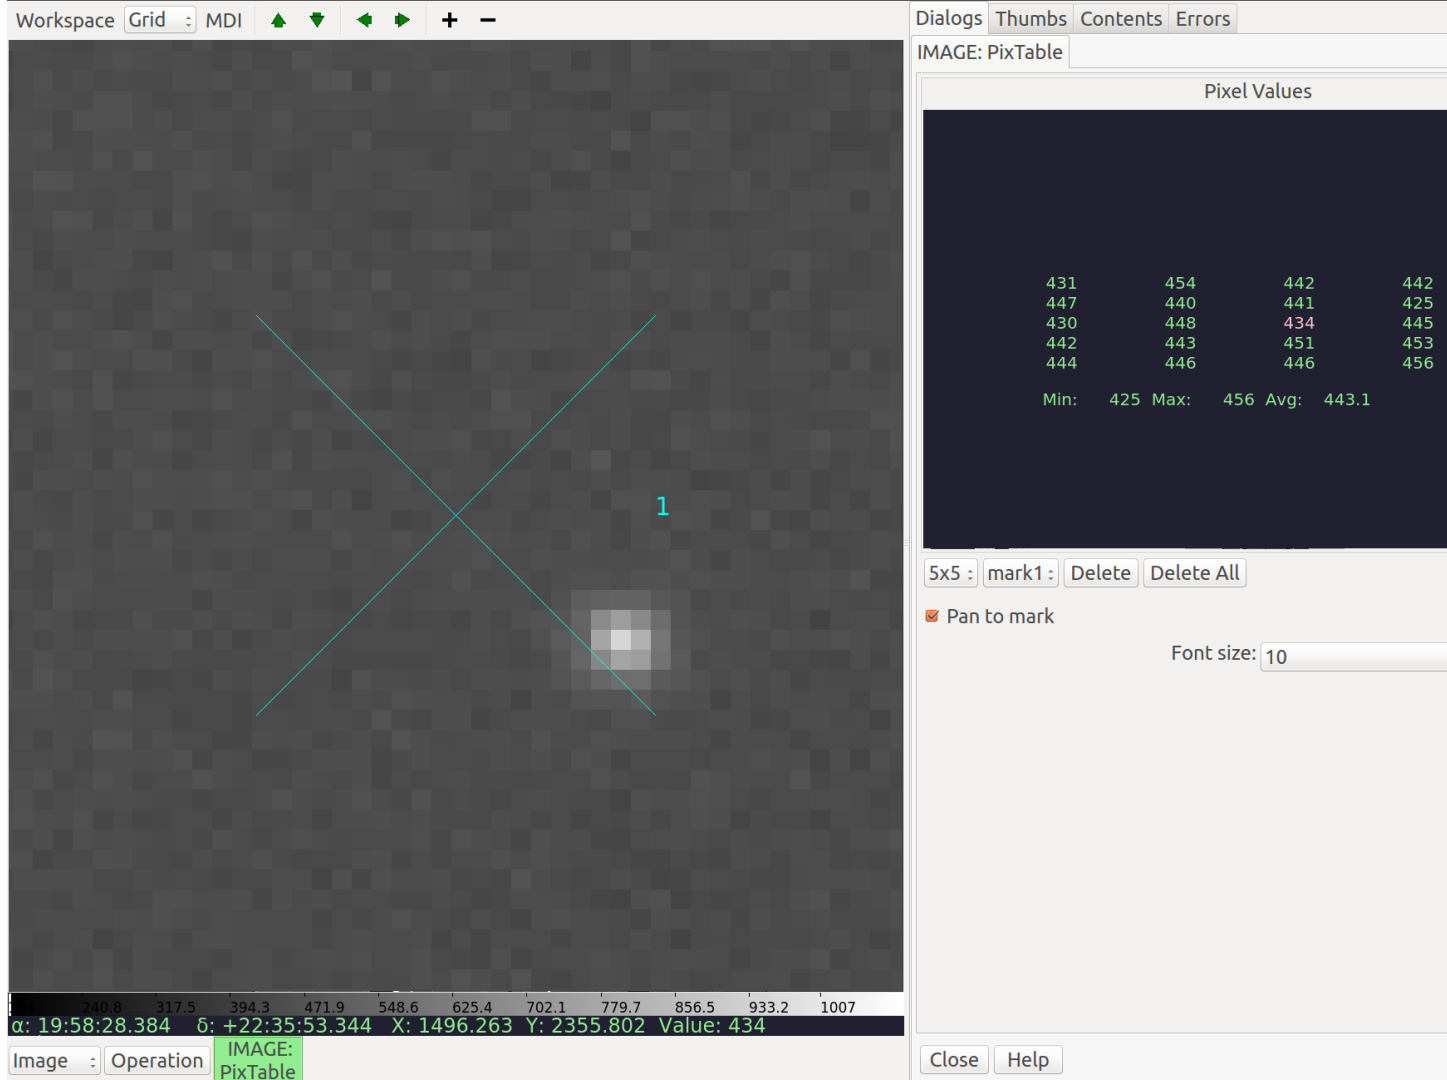 Workspace Grid MDI
Dialogs Thumbs Contents Errors
IMAGE: PixTable
Pixel Values
431 454 442 442
447 440 441 425
430 448 434 445
442 443 451 453
444 446 446 456
Min: 425 Max: 456 Avg: 443.1
1
5x5 mark1 Delete Delete All
Pan to mark
Font size: 10
240.8 317.5 394.3 471.9 548.6 625.4 702.1 779.7 856.5 933.2 1007
α: 19:58:28.384 δ: +22:35:53.344 X: 1496.263 Y: 2355.802 Value: 434
Image Operation IMAGE:
PixTable
Close Help